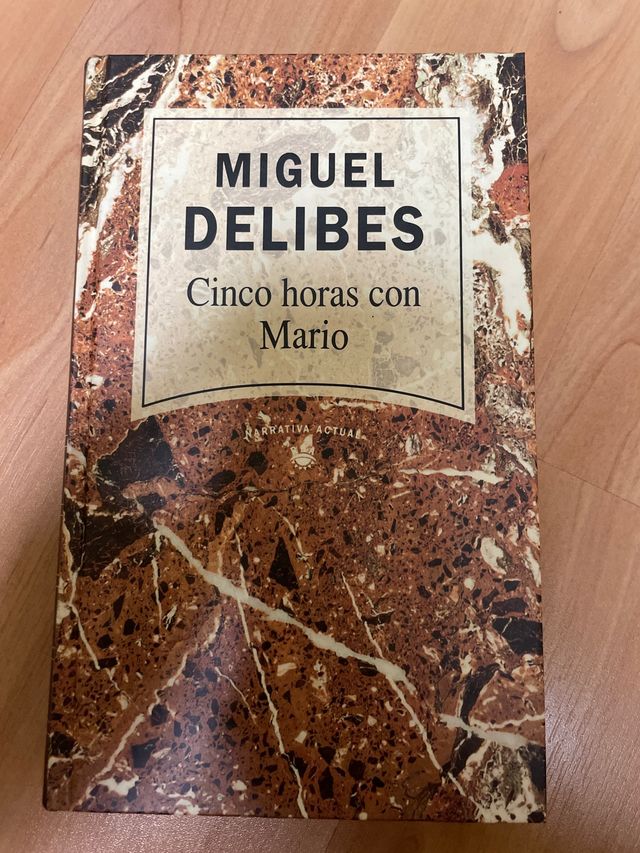 MIGUEL
DELIBES
Cinco horas con
Mario
NARRATIVA ACTUAL